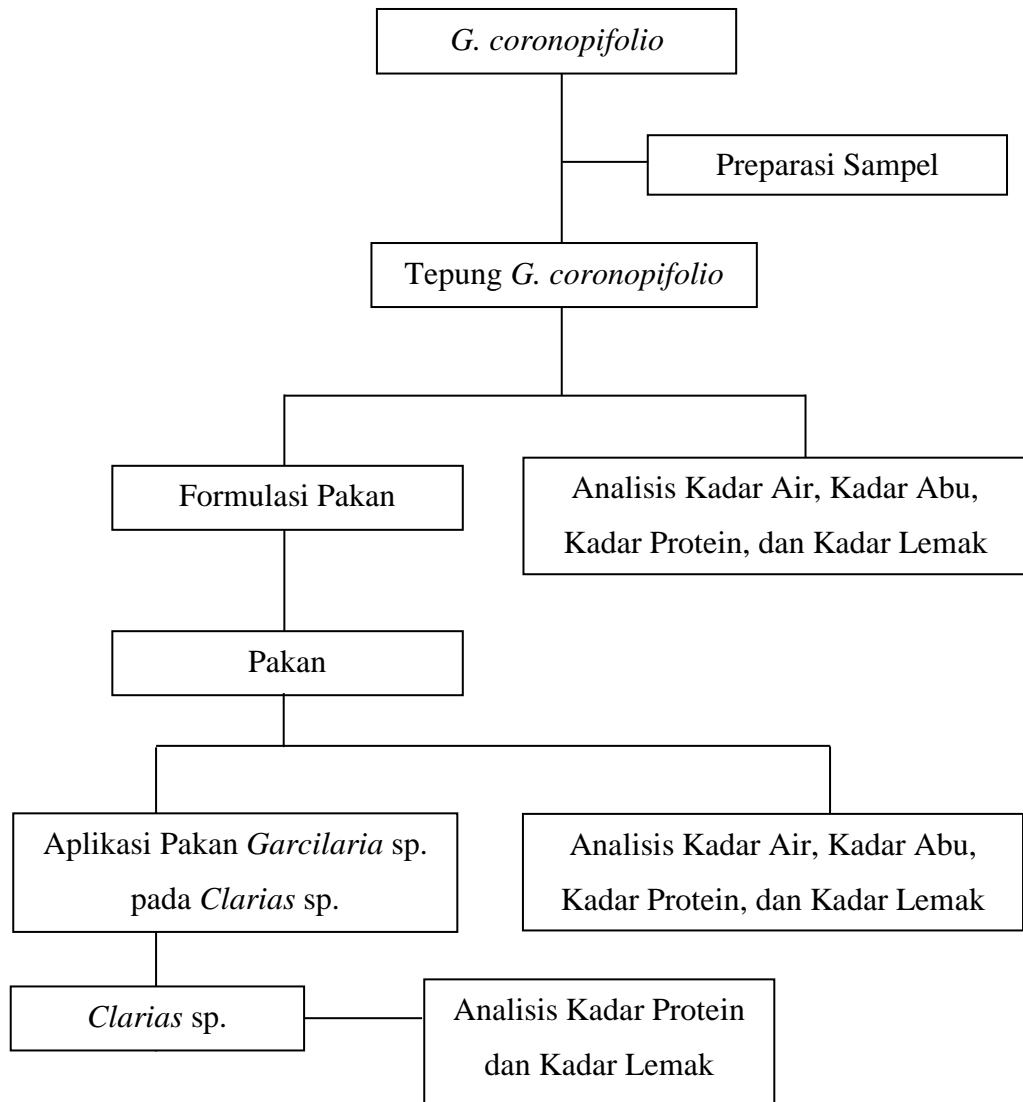 G. coronopifolio
Preparasi Sampel
Tepung G. coronopifolio
Formulasi Pakan
Analisis Kadar Air, Kadar Abu,
Kadar Protein, dan Kadar Lemak
Pakan
Aplikasi Pakan Garcilaria sp.
pada Clarias sp.
Analisis Kadar Air, Kadar Abu,
Kadar Protein, dan Kadar Lemak
Clarias sp.
Analisis Kadar Protein
dan Kadar Lemak